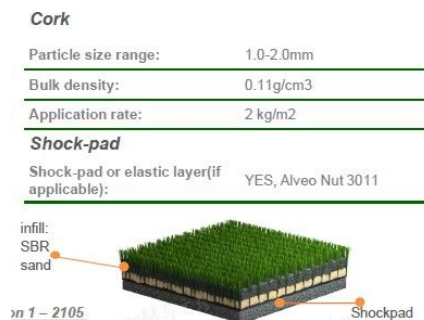 Cork
Particle size range: 1.0-2.0mm
Bulk density: 0.11g/cm3
Application rate: 2 kg/m2
Shock-pad
Shock-pad or elastic layer(if
applicable): YES, Alveo Nut 3011
infill:
SBR
sand
on 1 – 2105
Shockpad